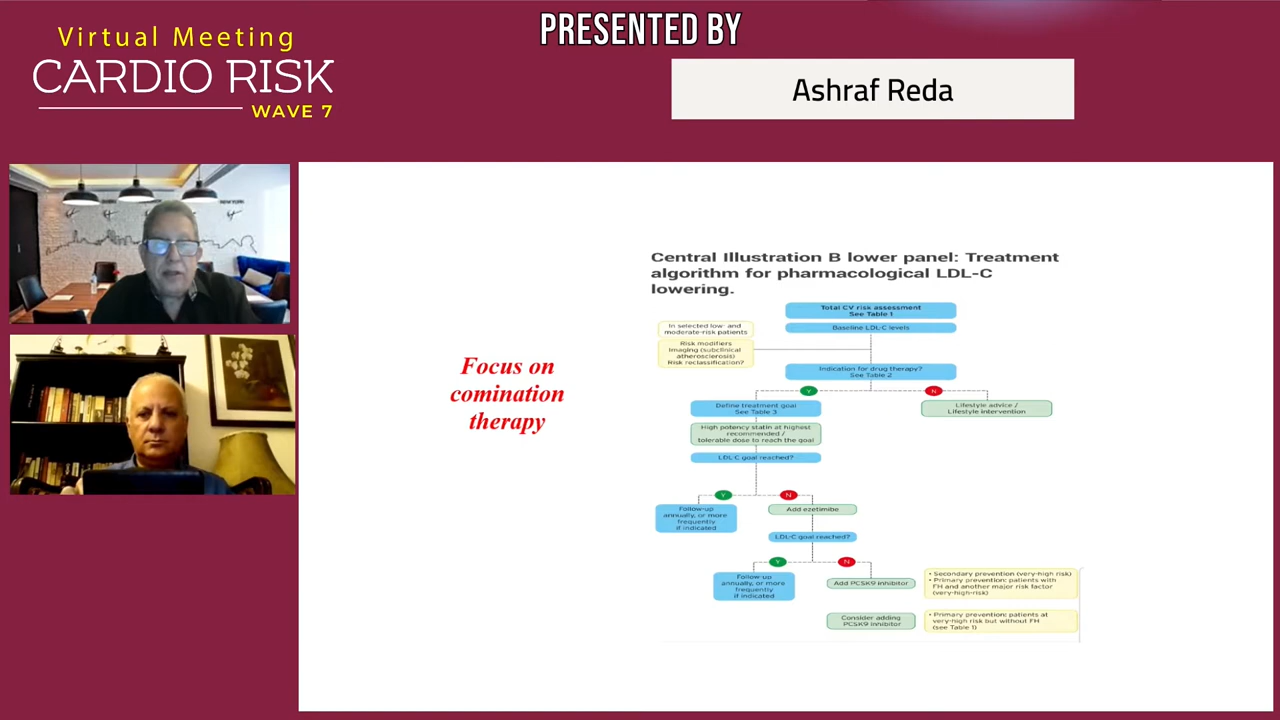 Virtual Meeting
CARDIO RISK
WAVE 7
PRESENTED BY
Ashraf Reda
NEW YORK
Focus on
comination
therapy
Central Illustration B lower panel: Treatment
algorithm for pharmacological LDL-C
lowering.
Total CV risk assessment
See Table 1
Baseline LDL-C levels
In selected low- and
moderate-risk patients
Risk modifiers
Imaging (subclinical
atherosclerosis)
Risk reclassification?
Indication for drug therapy?
See Table 2
Y
N
Define treatment goal
See Table 3
Lifestyle advice /
Lifestyle intervention
High potency statin at highest
recommended /
tolerable dose to reach the goal
LDL-C goal reached?
Y
N
Follow-up
annually, or more
frequently
if indicated
Add ezetimibe
LDL-C goal reached?
Y
N
Follow up
annually, or more
frequently
if indicated
Add PCSK9 inhibitor
• Secondary prevention (very-high risk)
• Primary prevention: patients with
FH and another major risk factor
(very-high-risk)
Consider adding
PCSK9 inhibitor
• Primary prevention: patients at
very-high risk but without FH
(see Table 1)